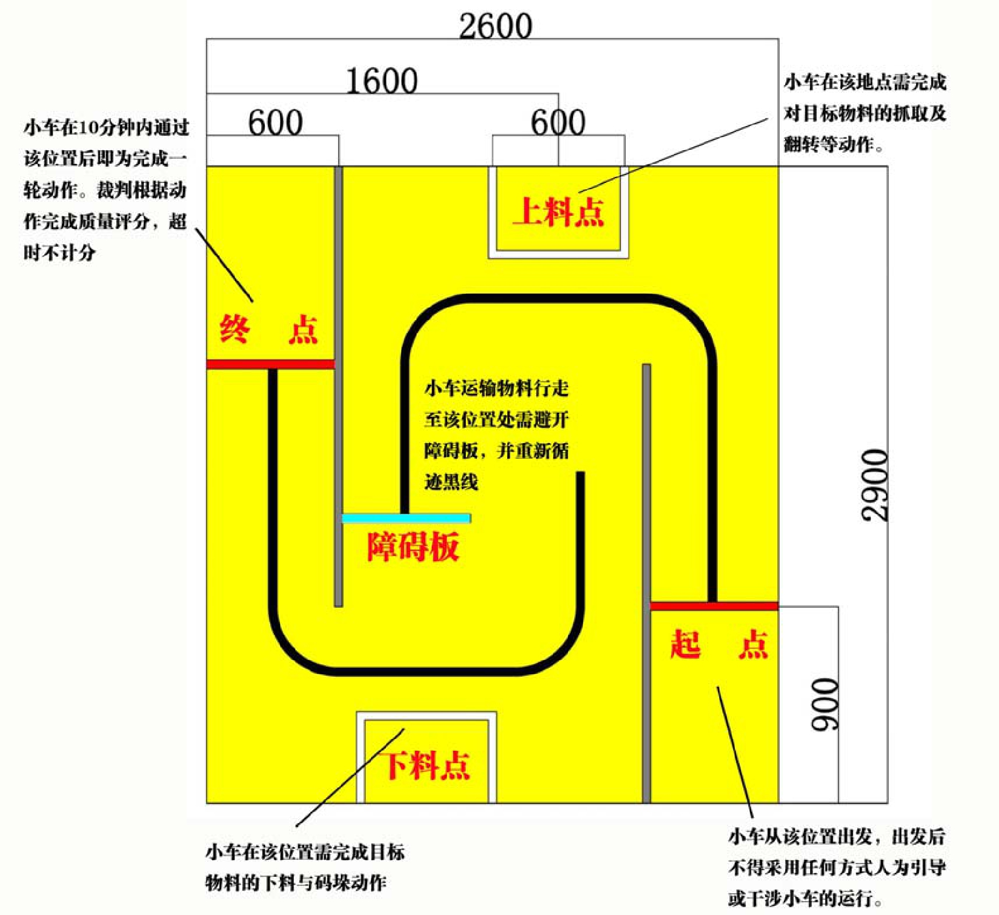 2600
1600
600
600
小车在该地点需完成
对目标物料的抓取及
翻转等动作。
小车在10分钟内通过
该位置后即为完成一
轮动作。裁判根据动
作完成质量评分，超
时不计分
上料点
终 点
小车运输物料行走
至该位置处需避开
障碍板，并重新循
迹黑线
障碍板
2900
起 点
900
下料点
小车在该位置需完成目标
物料的下料与码垛动作
小车从该位置出发，出发后
不得采用任何方式人为引导
或干涉小车的运行。